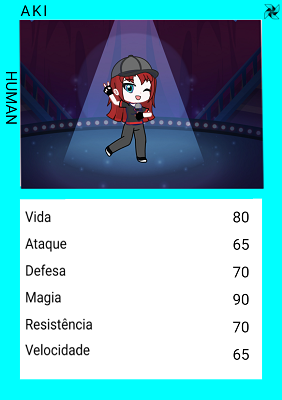 AKI
HUMAN
Vida 80
Ataque 65
Defesa 70
Magia 90
Resistência 70
Velocidade 65